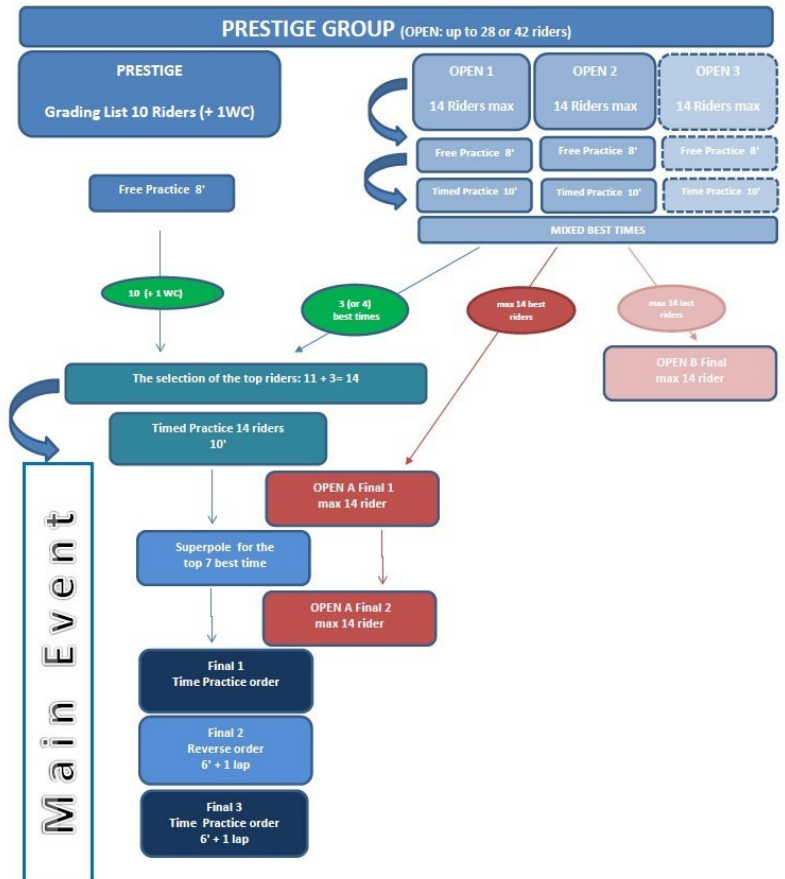 PRESTIGE GROUP (OPEN: up to 28 or 42 riders)
PRESTIGE
Grading List 10 Riders (+ 1WC)
OPEN 1
14 Riders max
OPEN 2
14 Riders max
OPEN 3
14 Riders max
Free Practice 8'
Free Practice 8'
Free Practice 8'
Free Practice 8'
Timed Practice 10'
Timed Practice 10'
Time Practice 10'
MIXED BEST TIMES
10 (+ 1 WC)
3 (or 4)
best times
max 14 best
riders
max 14 last
riders
OPEN B Final
max 14 rider
The selection of the top riders: 11 + 3= 14
Timed Practice 14 riders
10'
OPEN A Final 1
max 14 rider
Superpole for the
top 7 best time
OPEN A Final 2
max 14 rider
Main Event
Final 1
Time Practice order
Final 2
Reverse order
6' + 1 lap
Final 3
Time Practice order
6' + 1 lap